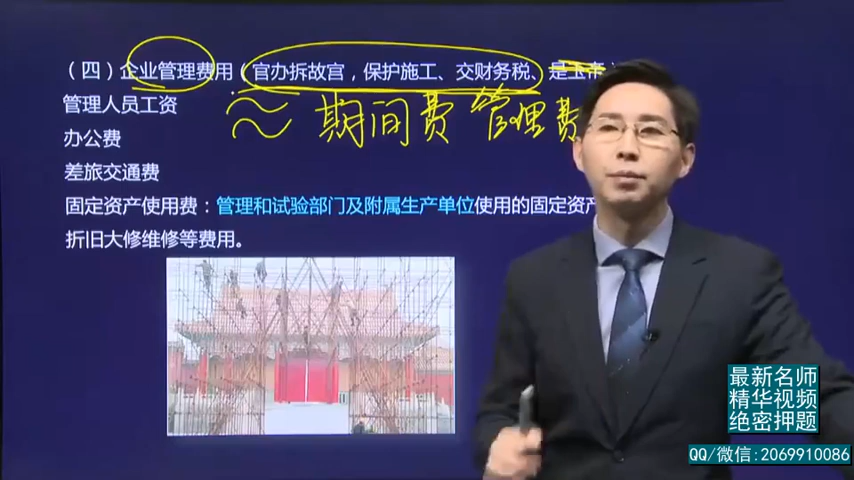 （四）企业管理费用（官办拆故宫，保护施工、交财务税、是玉帝
管理人员工资
≈ 期间费 管理费
办公费
差旅交通费
固定资产使用费：管理和试验部门及附属生产单位使用的固定资产
折旧大修维修等费用。
最新名师
精华视频
绝密押题
QQ/微信:2069910086